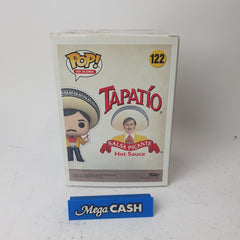 POP!
AD ICONS
122
TAPATÍO
SALSA PICANTE
Hot Sauce
Mega CASH